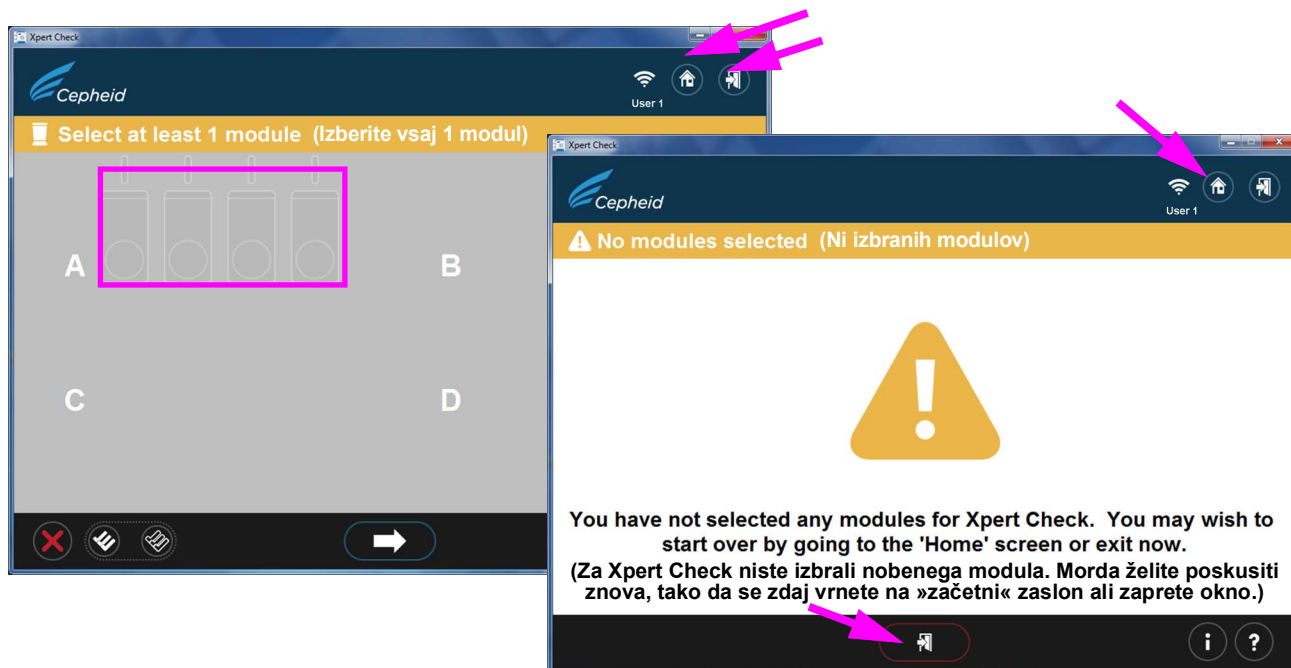 Xpert Check
Cepheid
User 1
Select at least 1 module (Izberite vsaj 1 modul)
A
B
C
D
Xpert Check
Cepheid
User 1
No modules selected (Ni izbranih modulov)
You have not selected any modules for Xpert Check. You may wish to
start over by going to the 'Home' screen or exit now.
(Za Xpert Check niste izbrali nobenega modula. Morda želite poskusiti
znova, tako da se zdaj vrnete na »začetni« zaslon ali zaprete okno.)
i
?